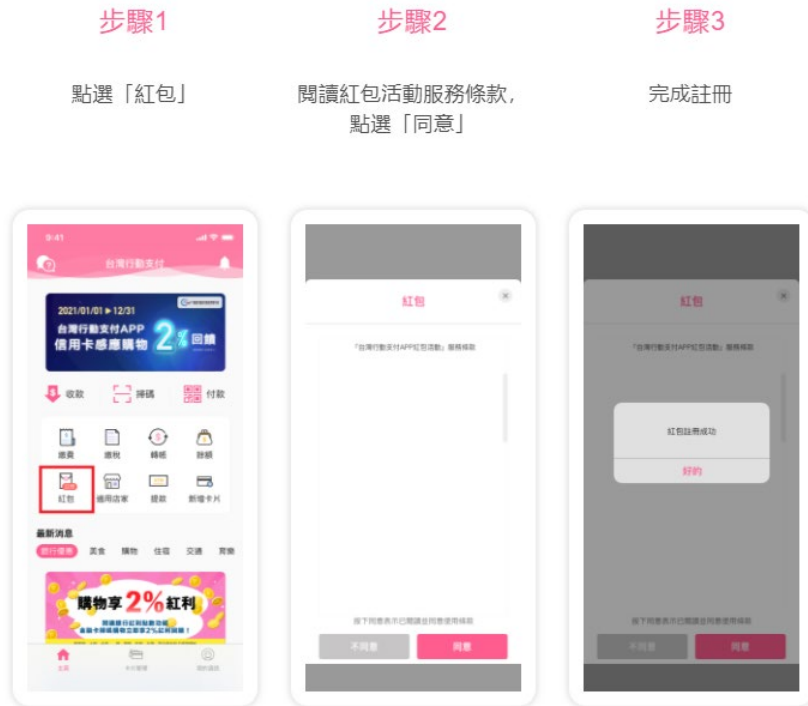 步驟1
步驟2
步驟3
點選「紅包」
閱讀紅包活動服務條款,
點選「同意」
完成註冊
9:41
台灣行動支付
2021/01/01 ▸ 12/31
台灣行動支付APP
信用卡感應購物 2% 回饋
收款
掃碼
付款
繳費
繳稅
轉帳
餘額
紅包
適用店家
提款
新增卡片
最新消息
銀行優惠
美食
購物
住宿
交通
育樂
購物享2%紅利
主頁
卡片管理
紅包
「台灣行動支付APP紅包活動」服務條款
按下同意表示已閱讀並同意使用條款
不同意
同意
紅包
「台灣行動支付APP紅包活動」服務條款
紅包註冊成功
好的
按下同意表示已閱讀並同意使用條款
不同意
同意